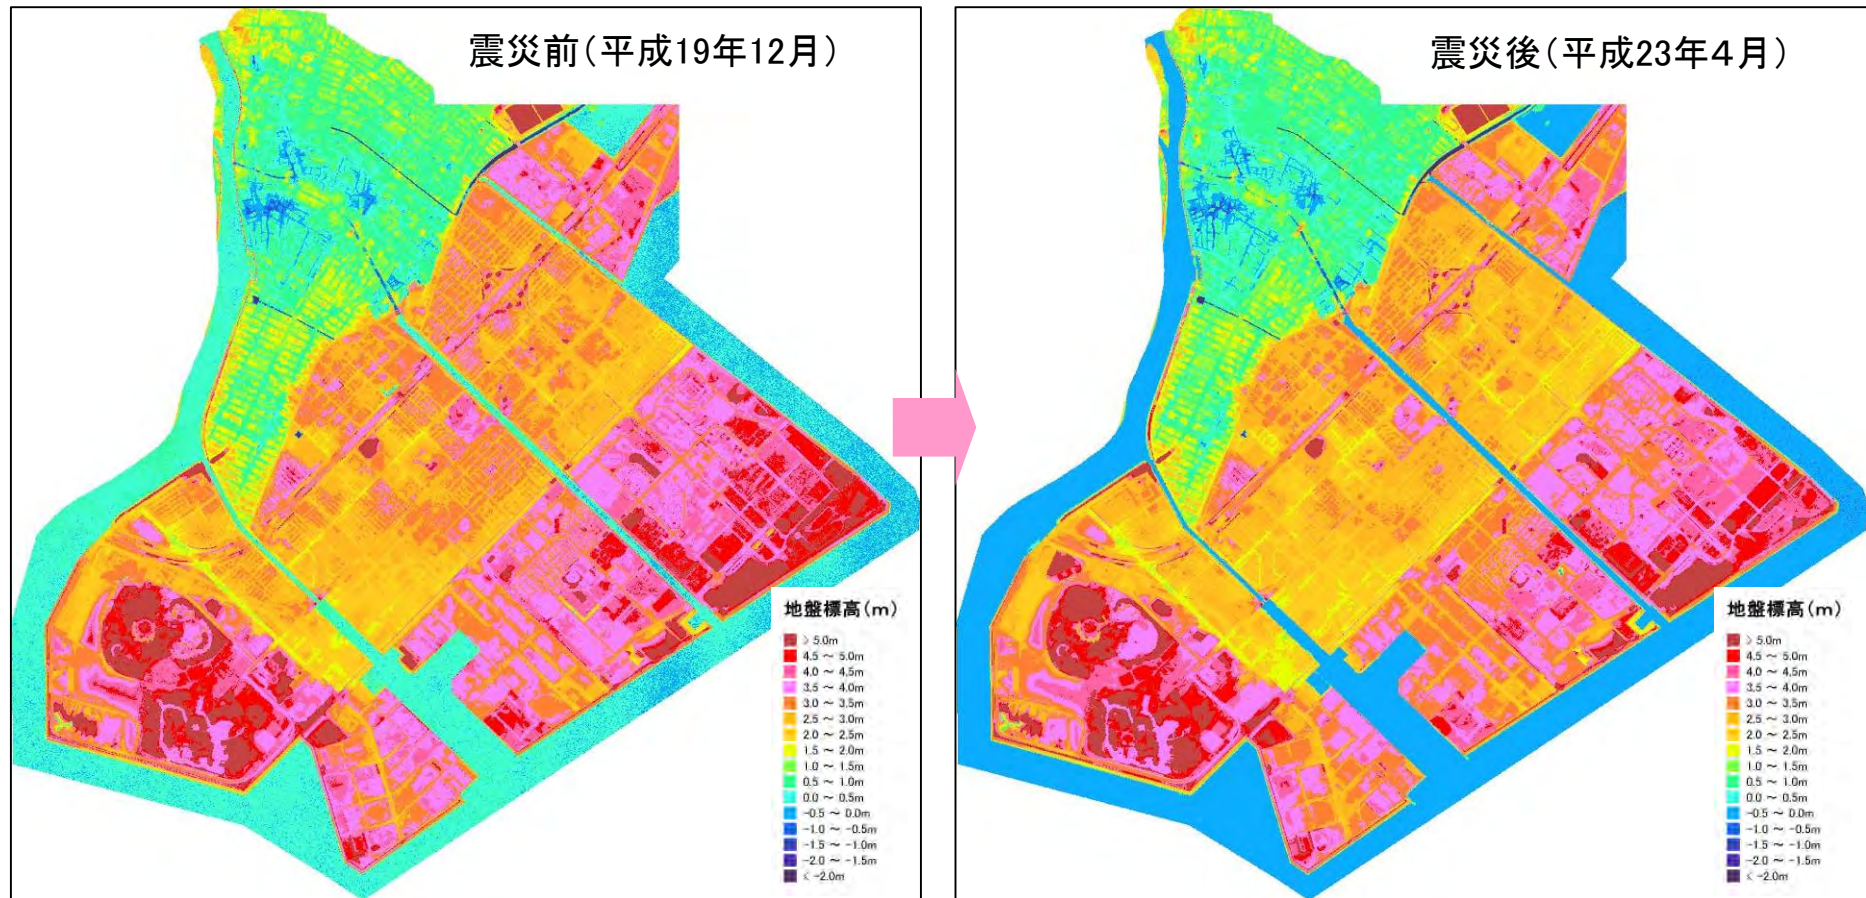 震災前(平成19年12月)
地盤標高(m)
> 5.0m
4.5 ～ 5.0m
4.0 ～ 4.5m
3.5 ～ 4.0m
3.0 ～ 3.5m
2.5 ～ 3.0m
2.0 ～ 2.5m
1.5 ～ 2.0m
1.0 ～ 1.5m
0.5 ～ 1.0m
0.0 ～ 0.5m
-0.5 ～ 0.0m
-1.0 ～ -0.5m
-1.5 ～ -1.0m
-2.0 ～ -1.5m
< -2.0m
震災後(平成23年4月)
地盤標高(m)
> 5.0m
4.5 ～ 5.0m
4.0 ～ 4.5m
3.5 ～ 4.0m
3.0 ～ 3.5m
2.5 ～ 3.0m
2.0 ～ 2.5m
1.5 ～ 2.0m
1.0 ～ 1.5m
0.5 ～ 1.0m
0.0 ～ 0.5m
-0.5 ～ 0.0m
-1.0 ～ -0.5m
-1.5 ～ -1.0m
-2.0 ～ -1.5m
< -2.0m